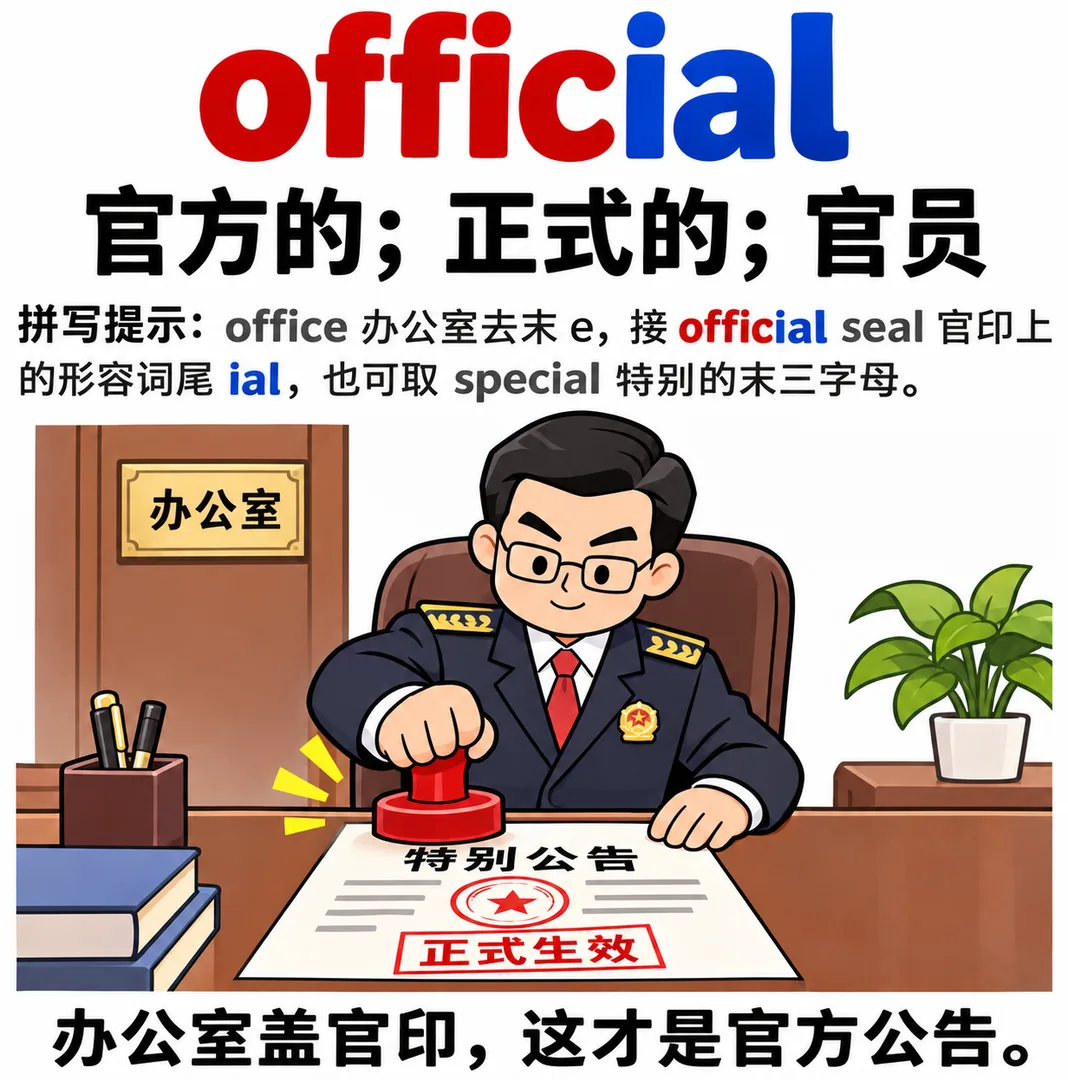 official
官方的；正式的；官员
拼写提示：office 办公室去末 e，接 official seal 官印上
的形容词尾 ial，也可取 special 特别的末三字母。
办公室
特别公告
正式生效
办公室盖官印，这才是官方公告。